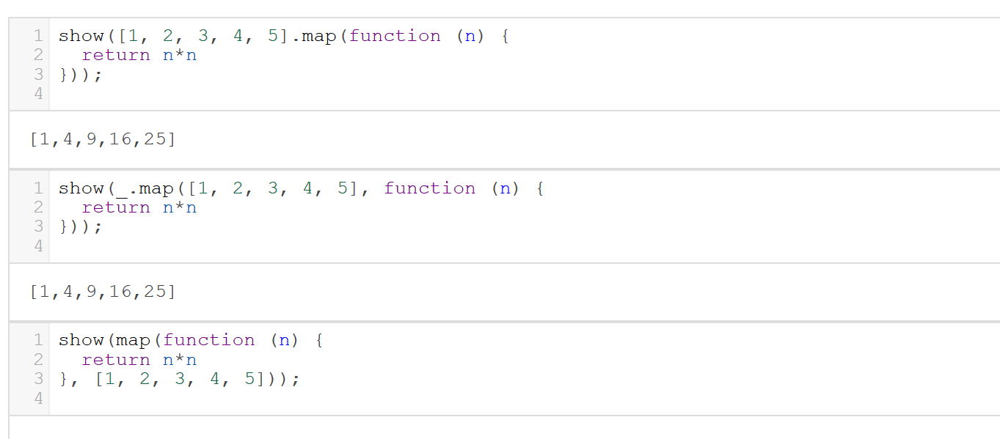 1 show([1, 2, 3, 4, 5].map(function (n) {
2   return n*n
3 }));
4
[1,4,9,16,25]
1 show(_.map([1, 2, 3, 4, 5], function (n) {
2   return n*n
3 }));
4
[1,4,9,16,25]
1 show(map(function (n) {
2   return n*n
3 }, [1, 2, 3, 4, 5]));
4